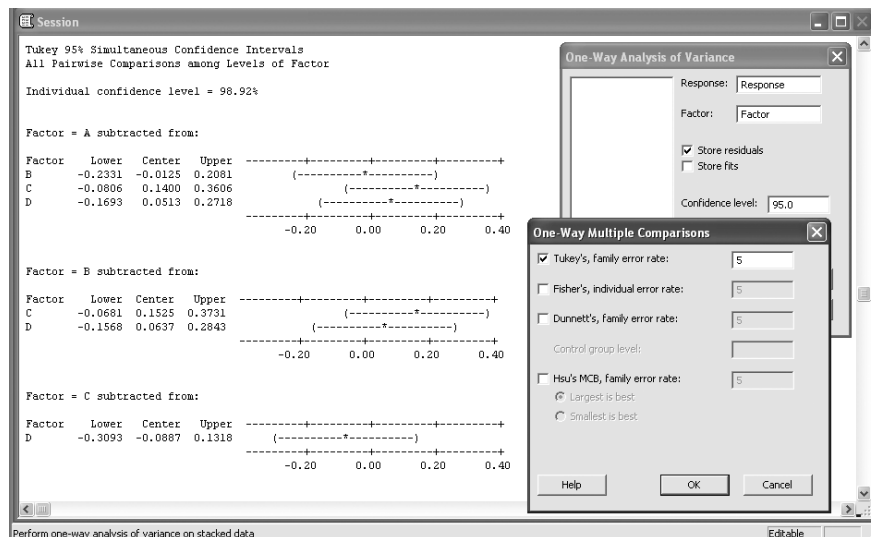 Session
Tukey 95% Simultaneous Confidence Intervals
All Pairwise Comparisons among Levels of Factor
Individual confidence level = 98.92%
Factor = A subtracted from:
Factor Lower Center Upper ---------+---------+---------+---------+
B -0.2331 -0.0125 0.2081 (----------*----------)
C -0.0806 0.1400 0.3606 (----------*----------)
D -0.1693 0.0513 0.2718 (----------*----------)
---------+---------+---------+---------+
-0.20 0.00 0.20 0.40
Factor = B subtracted from:
Factor Lower Center Upper ---------+---------+---------+---------+
C -0.0681 0.1525 0.3731 (----------*----------)
D -0.1568 0.0637 0.2843 (----------*----------)
---------+---------+---------+---------+
-0.20 0.00 0.20 0.40
Factor = C subtracted from:
Factor Lower Center Upper ---------+---------+---------+---------+
D -0.3093 -0.0887 0.1318 (----------*----------)
---------+---------+---------+---------+
-0.20 0.00 0.20 0.40
One-Way Analysis of Variance
Response: Response
Factor: Factor
Store residuals
Store fits
Confidence level: 95.0
One-Way Multiple Comparisons
Tukey's, family error rate: 5
Fisher's, individual error rate: 5
Dunnett's, family error rate: 5
Control group level:
Hsu's MCB, family error rate: 5
Largest is best
Smallest is best
Help OK Cancel
Perform one-way analysis of variance on stacked data Editable